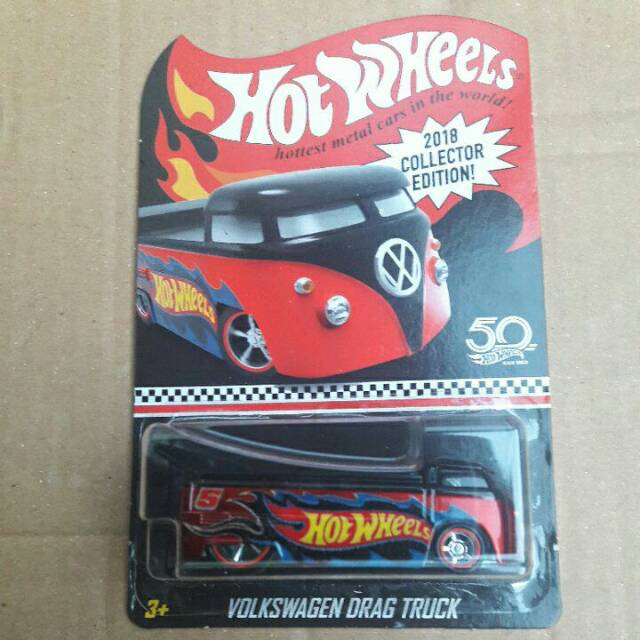 Hot Wheels
hottest metal cars in the world!
2018
COLLECTOR
EDITION!
HOT WHEELS
50
HOT WHEELS
5
HOT WHEELS
3+
VOLKSWAGEN DRAG TRUCK